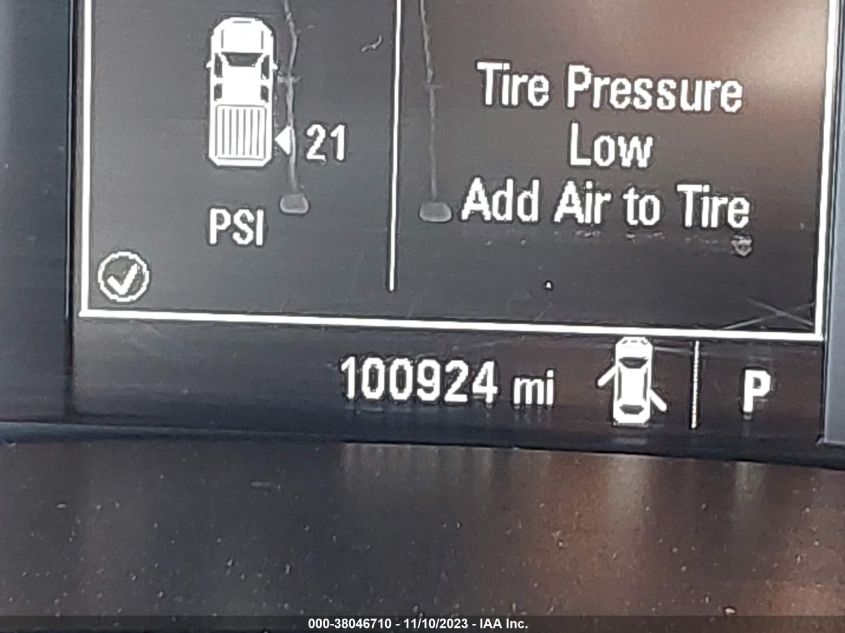 21
PSI
Tire Pressure
Low
Add Air to Tire
100924 mi
P
000-38046710 - 11/10/2023 - IAA Inc.